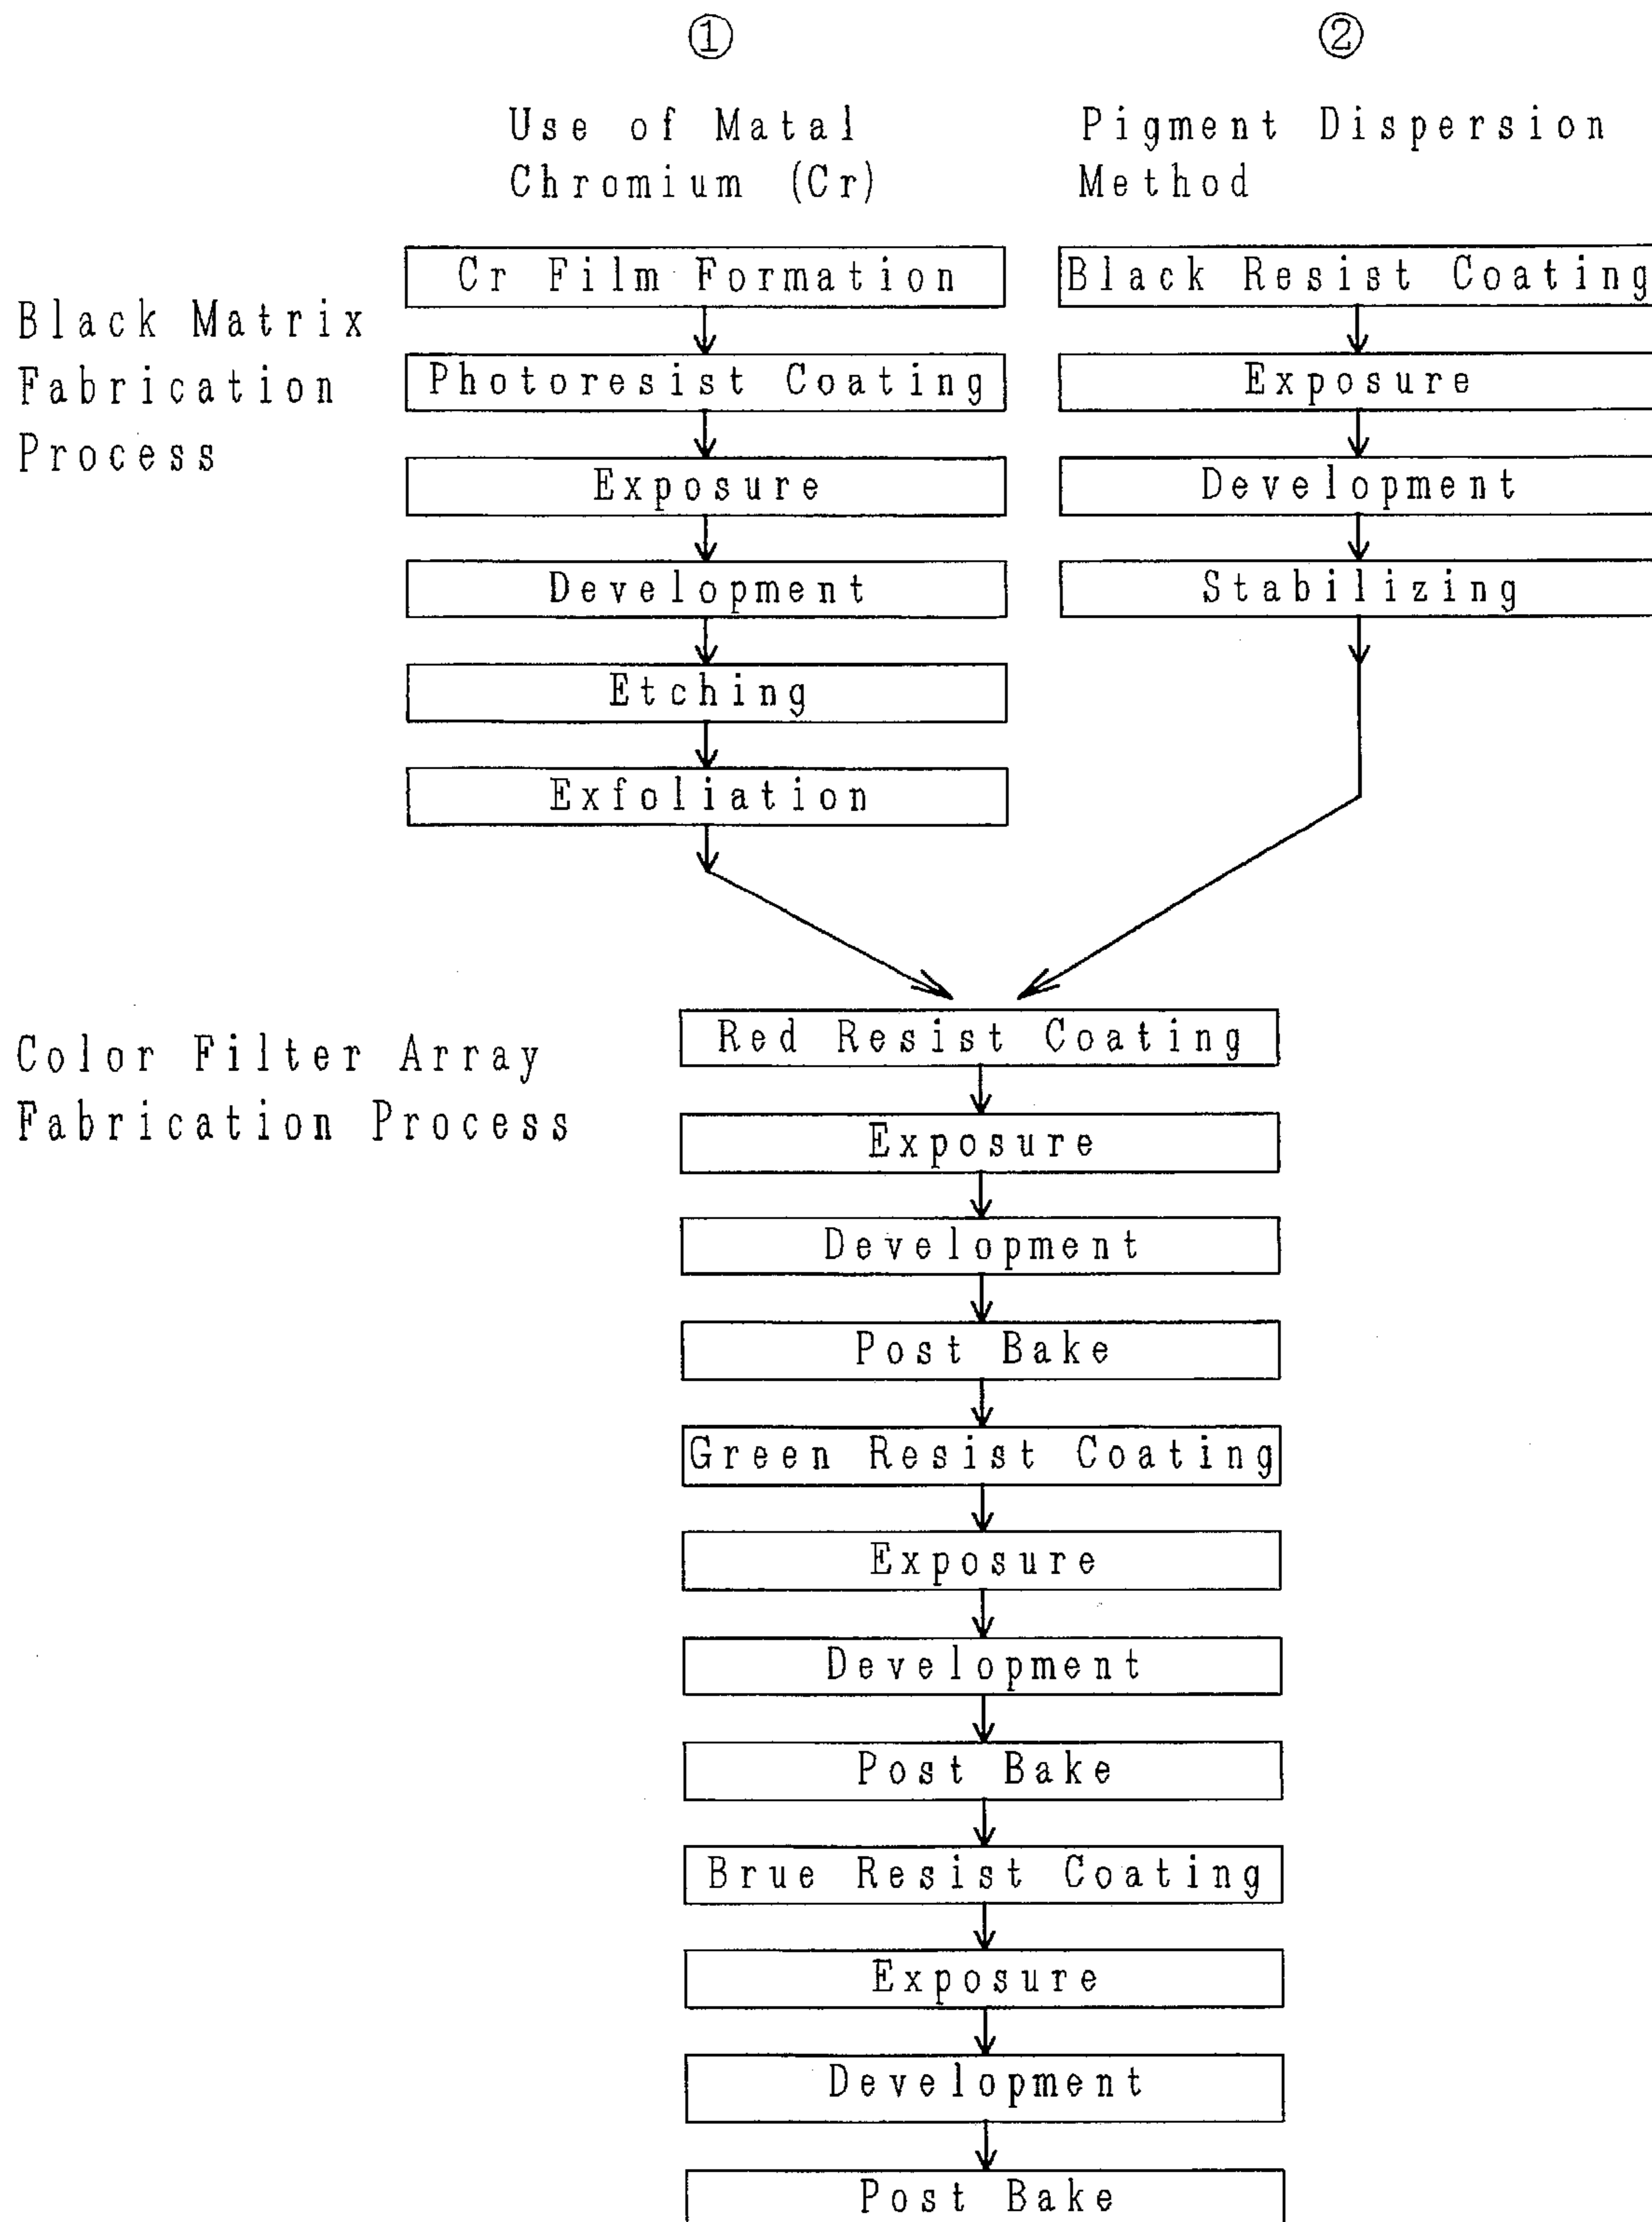 ①
Use of Matal
Chromium (Cr)
②
Pigment Dispersion
Method
Black Matrix
Fabrication
Process
Cr Film Formation
Photoresist Coating
Exposure
Development
Etching
Exfoliation
Black Resist Coating
Exposure
Development
Stabilizing
Color Filter Array
Fabrication Process
Red Resist Coating
Exposure
Development
Post Bake
Green Resist Coating
Exposure
Development
Post Bake
Brue Resist Coating
Exposure
Development
Post Bake